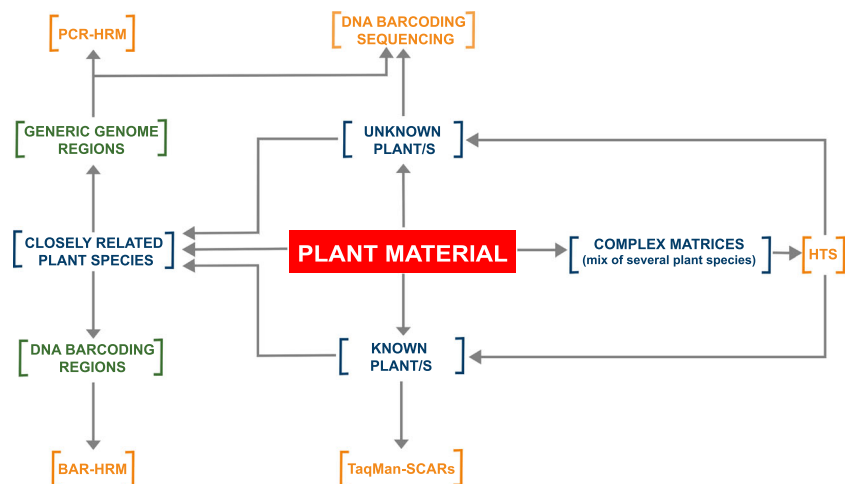 PCR-HRM
DNA BARCODING
SEQUENCING
GENERIC GENOME
REGIONS
UNKNOWN
PLANT/S
CLOSELY RELATED
PLANT SPECIES
PLANT MATERIAL
COMPLEX MATRICES
(mix of several plant species)
HTS
DNA BARCODING
REGIONS
KNOWN
PLANT/S
BAR-HRM
TaqMan-SCARs